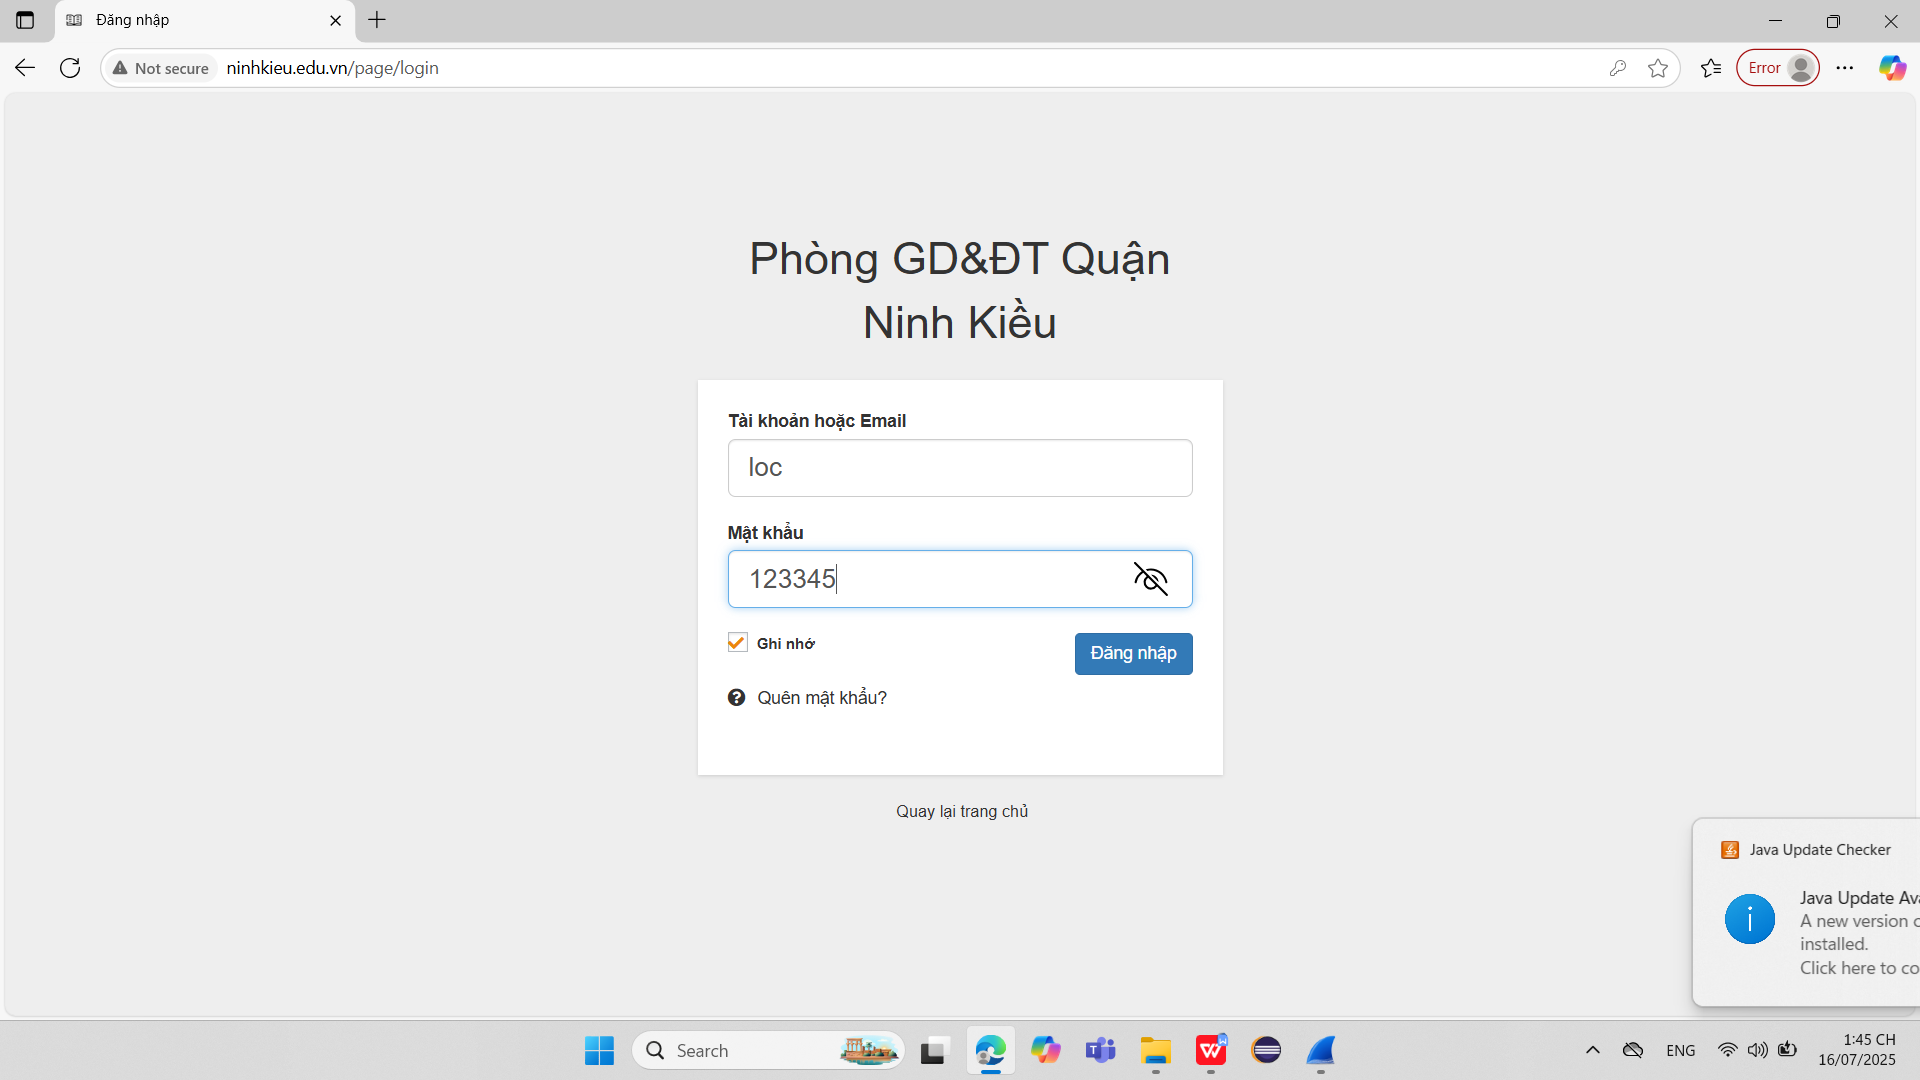 Đăng nhập
Not secure
ninhkieu.edu.vn/page/login
Error
Phòng GD&ĐT Quận
Ninh Kiều
Tài khoản hoặc Email
loc
Mật khẩu
123345
Ghi nhớ
Đăng nhập
Quên mật khẩu?
Quay lại trang chủ
Java Update Checker
Java Update Ava
A new version o
installed.
Click here to co
Search
ENG
1:45 CH
16/07/2025